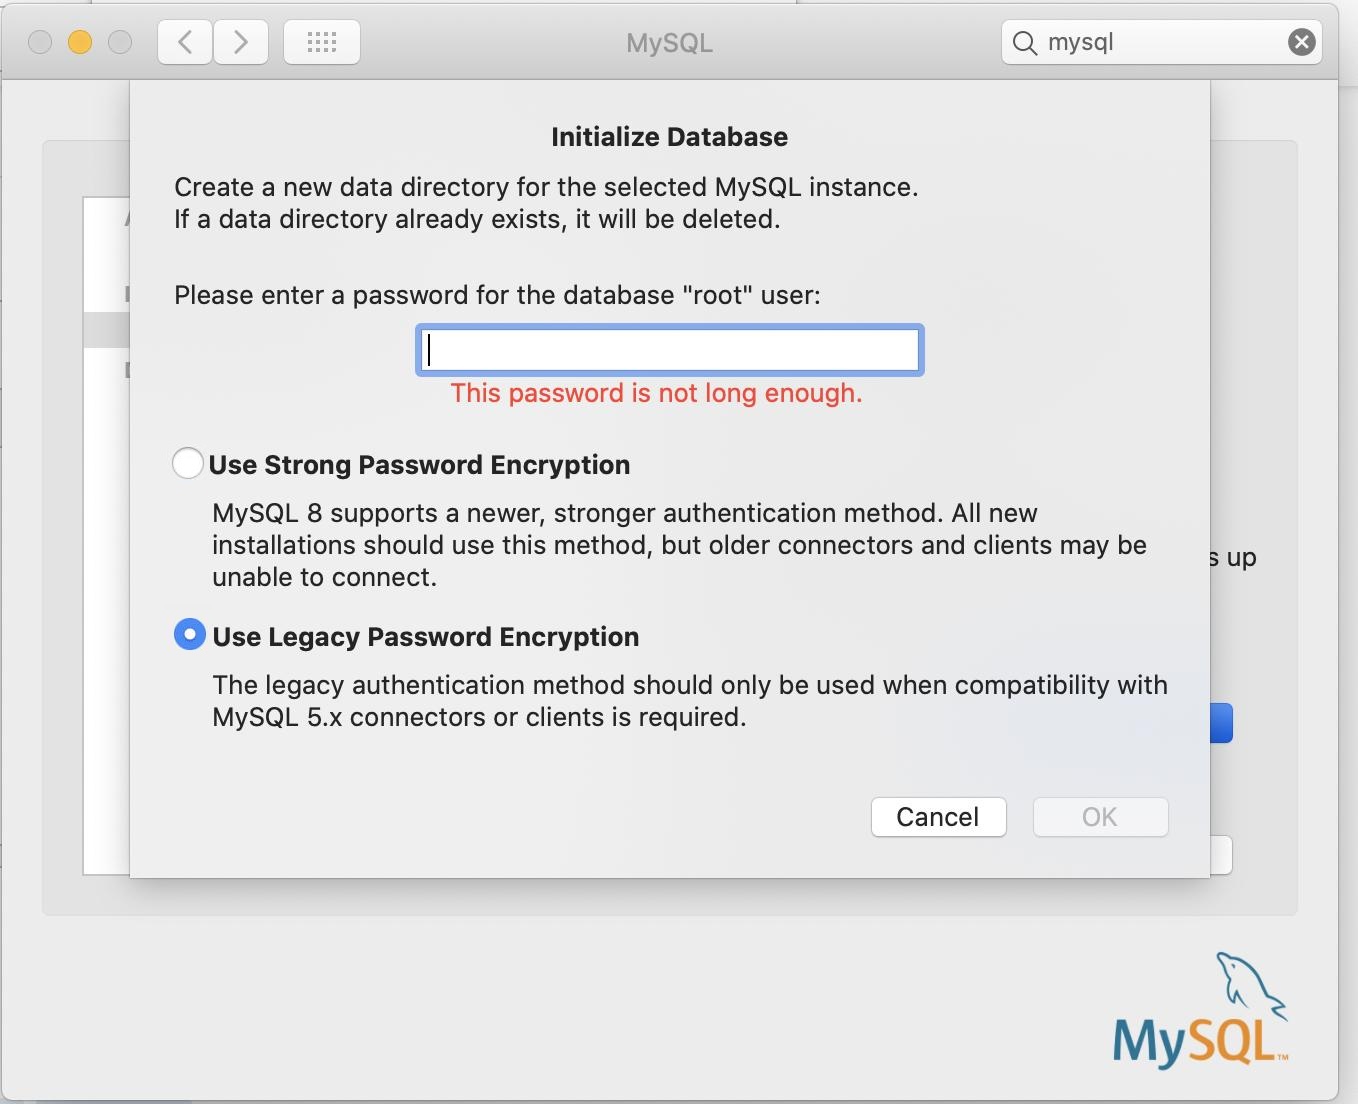 MySQL
mysql
Initialize Database
Create a new data directory for the selected MySQL instance.
If a data directory already exists, it will be deleted.
Please enter a password for the database "root" user:
This password is not long enough.
Use Strong Password Encryption
MySQL 8 supports a newer, stronger authentication method. All new
installations should use this method, but older connectors and clients may be
unable to connect.
s up
Use Legacy Password Encryption
The legacy authentication method should only be used when compatibility with
MySQL 5.x connectors or clients is required.
Cancel
OK
MySQL™